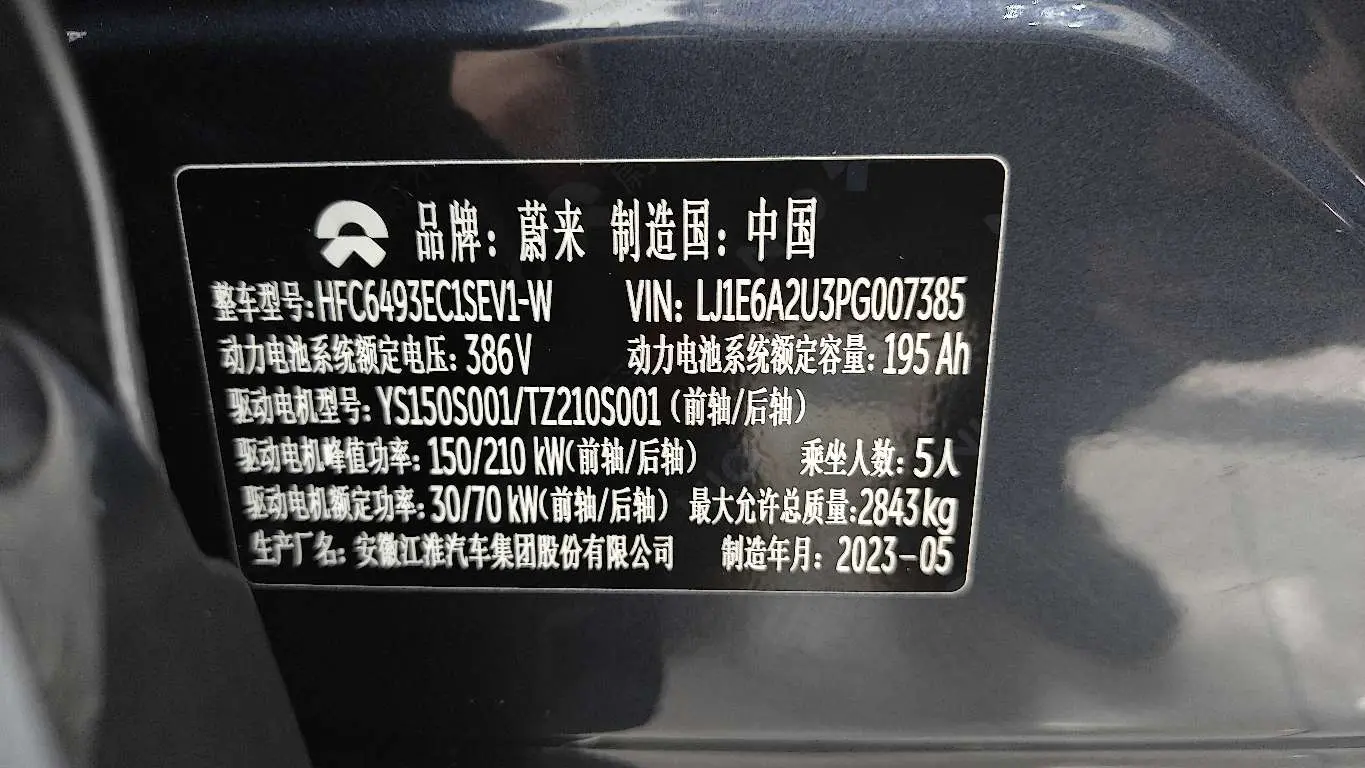 品牌：蔚来 制造国：中国
整车型号：HFC6493EC1SEV1-W VIN：LJ1E6A2U3PG007385
动力电池系统额定电压：386V 动力电池系统额定容量：195 Ah
驱动电机型号：YS150S001/TZ210S001（前轴/后轴）
驱动电机峰值功率：150/210 kW（前轴/后轴） 乘坐人数：5人
驱动电机额定功率：30/70 kW（前轴/后轴） 最大允许总质量：2843kg
生产厂名：安徽江淮汽车集团股份有限公司 制造年月：2023-05